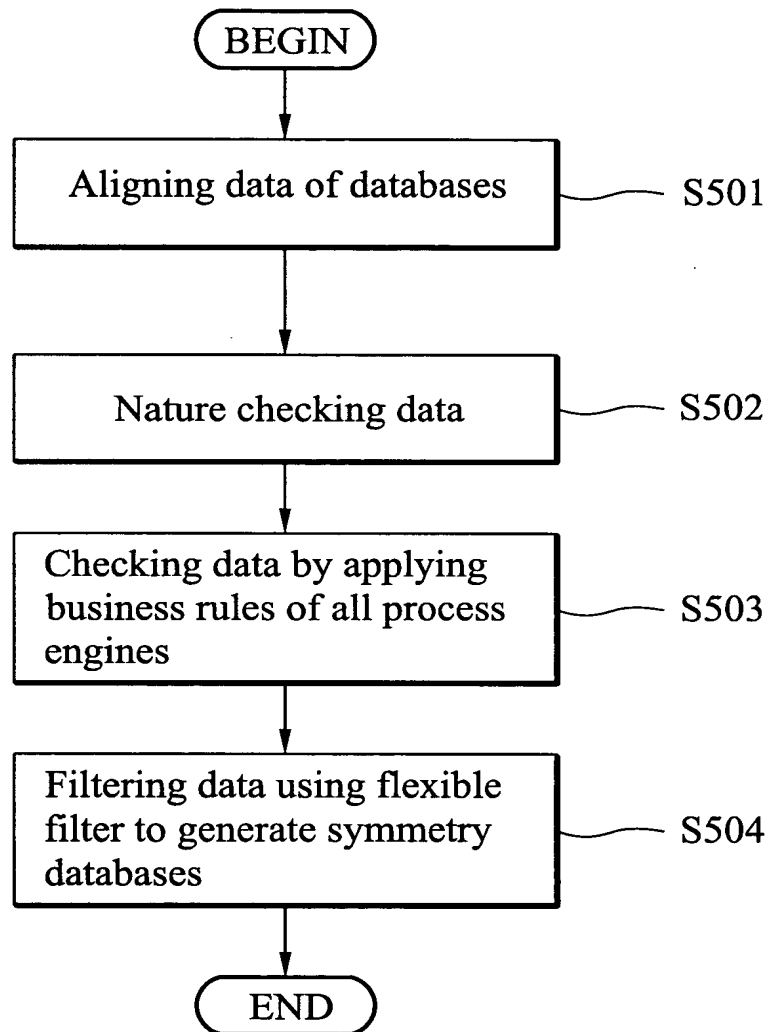 BEGIN
Aligning data of databases
S501
Nature checking data
S502
Checking data by applying
business rules of all process
engines
S503
Filtering data using flexible
filter to generate symmetry
databases
S504
END